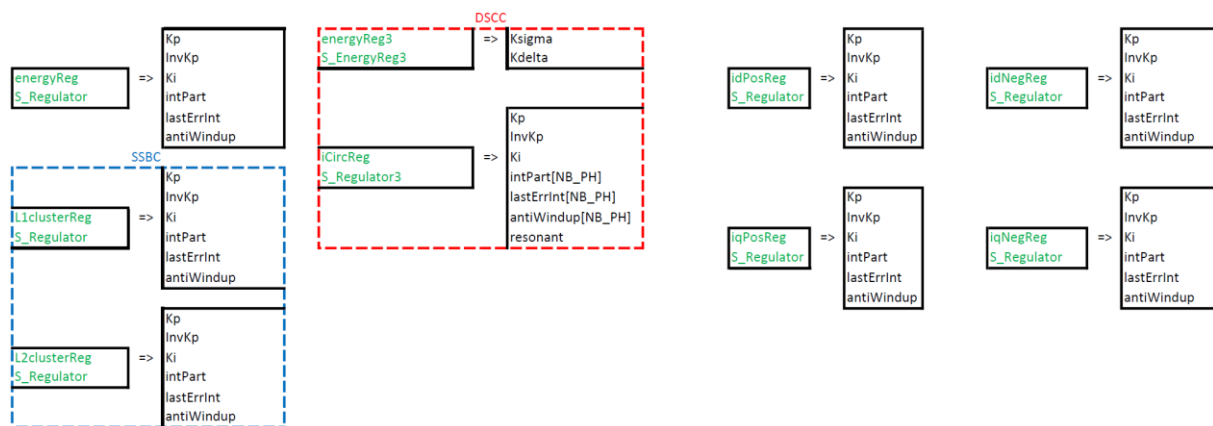 energyReg
S_Regulator
=>
Kp
InvKp
Ki
intPart
lastErrInt
antiWindup
SSBC
L1clusterReg
S_Regulator
=>
Kp
InvKp
Ki
intPart
lastErrInt
antiWindup
L2clusterReg
S_Regulator
=>
Kp
InvKp
Ki
intPart
lastErrInt
antiWindup
DSCC
energyReg3
S_EnergyReg3
=>
Ksigma
Kdelta
iCircReg
S_Regulator3
=>
Kp
InvKp
Ki
intPart[NB_PH]
lastErrInt[NB_PH]
antiWindup[NB_PH]
resonant
idPosReg
S_Regulator
=>
Kp
InvKp
Ki
intPart
lastErrInt
antiWindup
idNegReg
S_Regulator
=>
Kp
InvKp
Ki
intPart
lastErrInt
antiWindup
iqPosReg
S_Regulator
=>
Kp
InvKp
Ki
intPart
lastErrInt
antiWindup
iqNegReg
S_Regulator
=>
Kp
InvKp
Ki
intPart
lastErrInt
antiWindup